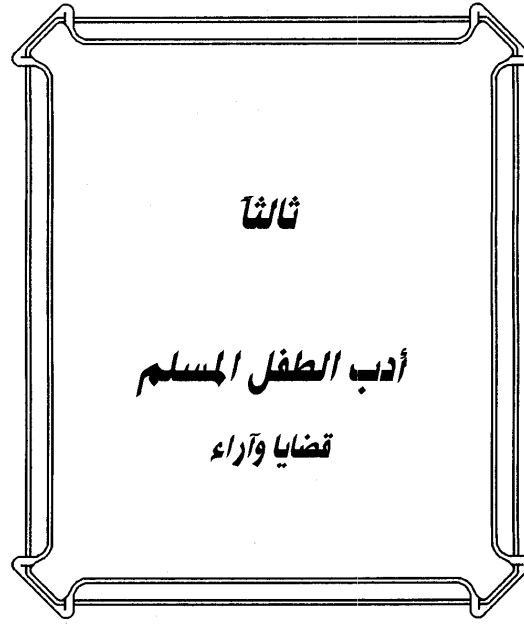 ثالثاً
أدب الطفل المسلم
قضايا وآراء